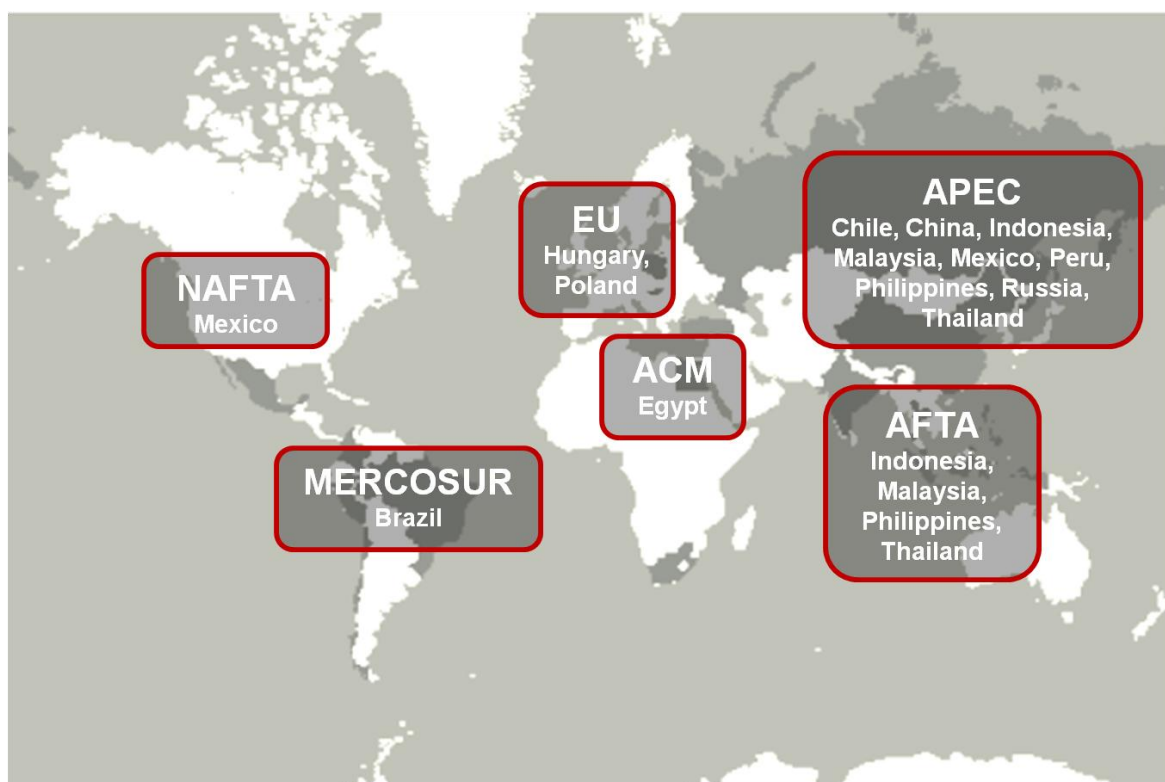 NAFTA
Mexico
EU
Hungary,
Poland
APEC
Chile, China, Indonesia,
Malaysia, Mexico, Peru,
Philippines, Russia,
Thailand
ACM
Egypt
AFTA
Indonesia,
Malaysia,
Philippines,
Thailand
MERCOSUR
Brazil